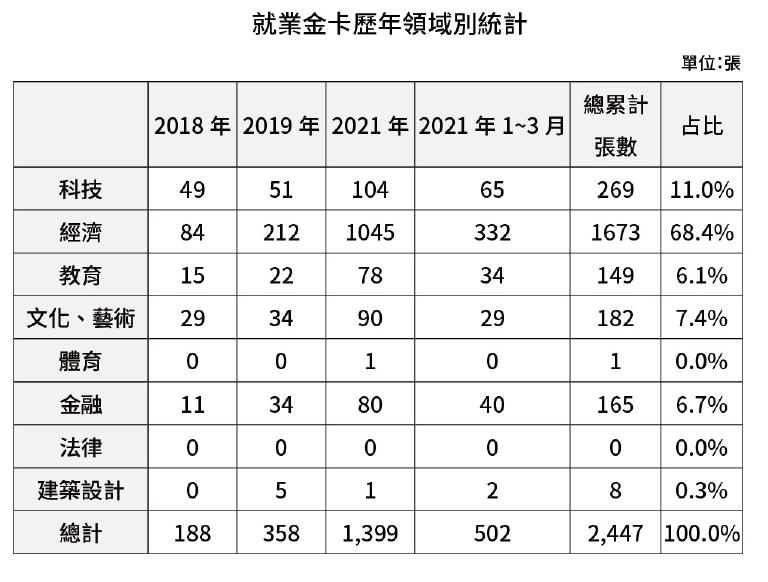 就業金卡歷年領域別統計
單位：張
2018 年 2019 年 2021 年 2021 年 1~3 月 總累計張數 占比
科技 49 51 104 65 269 11.0%
經濟 84 212 1045 332 1673 68.4%
教育 15 22 78 34 149 6.1%
文化、藝術 29 34 90 29 182 7.4%
體育 0 0 1 0 1 0.0%
金融 11 34 80 40 165 6.7%
法律 0 0 0 0 0 0.0%
建築設計 0 5 1 2 8 0.3%
總計 188 358 1,399 502 2,447 100.0%